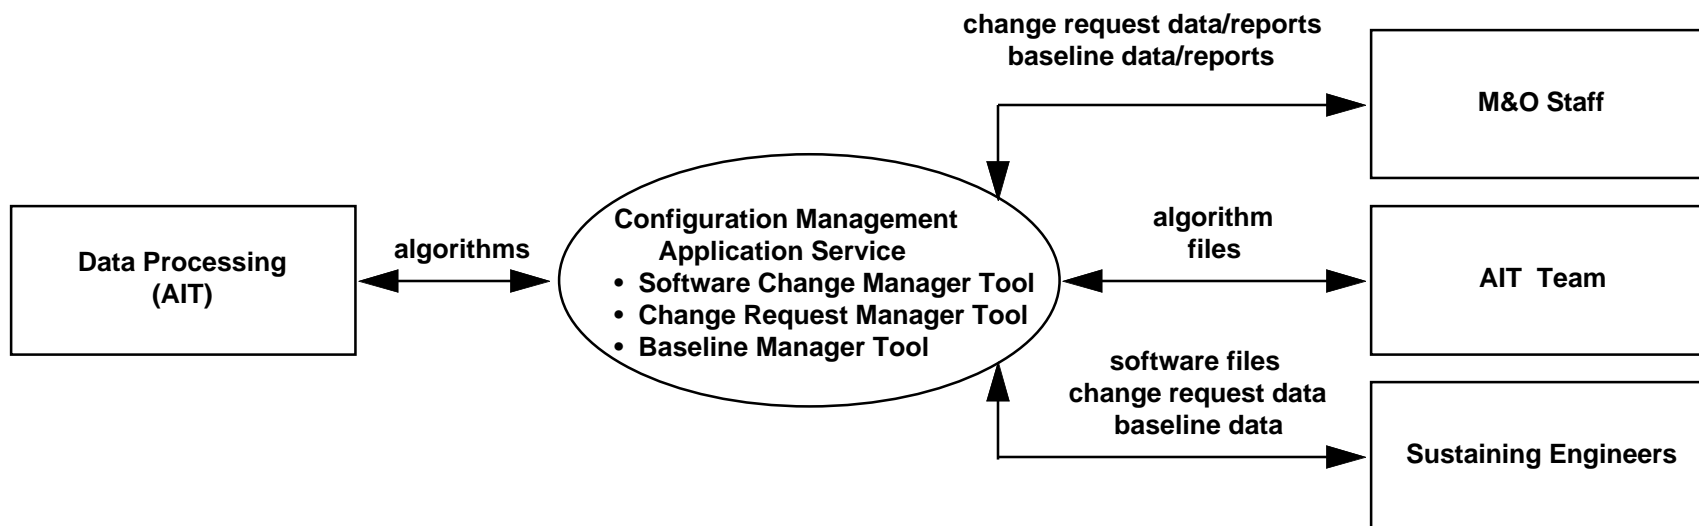 change request data/reports
baseline data/reports
M&O Staff
Data Processing
(AIT)
algorithms
Configuration Management
Application Service
• Software Change Manager Tool
• Change Request Manager Tool
• Baseline Manager Tool
algorithm
files
AIT Team
software files
change request data
baseline data
Sustaining Engineers